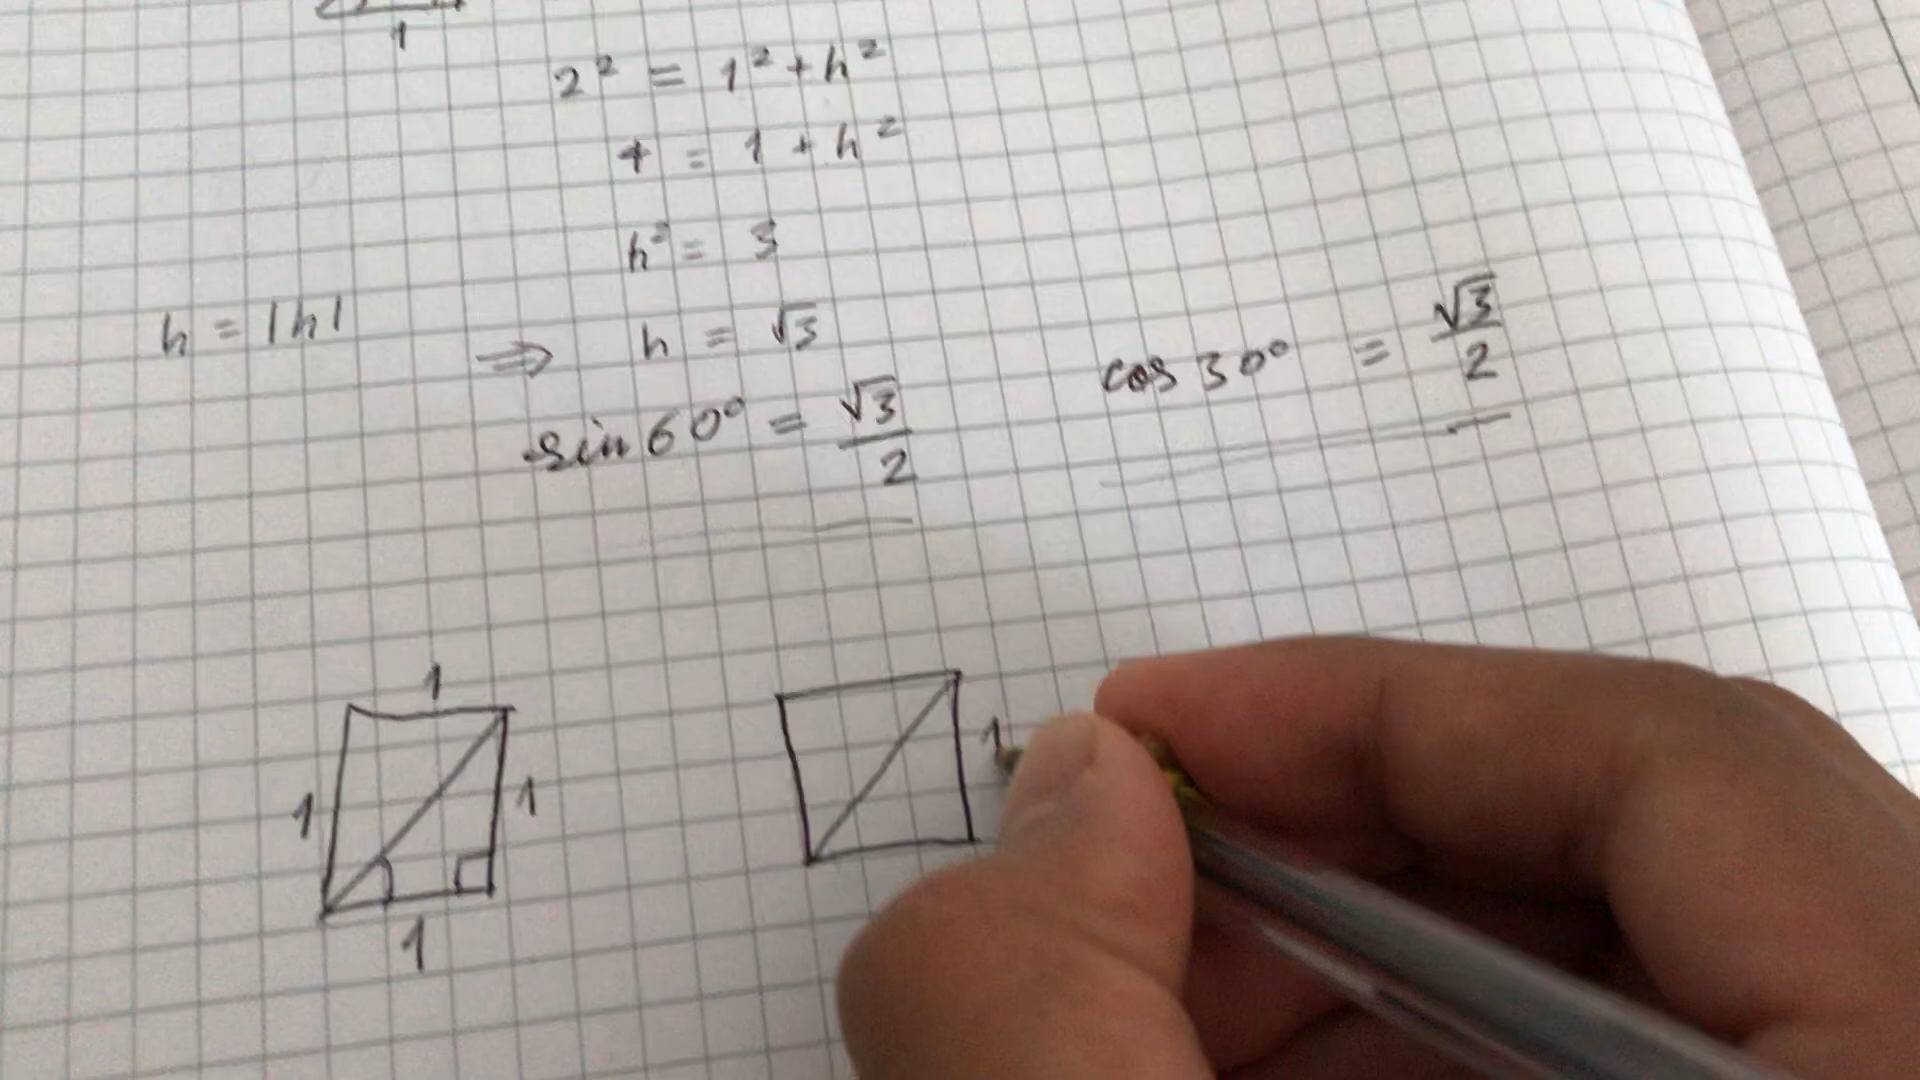 1
2² = 1² + h²
4 = 1 + h²
h² = 3
h = |h| ⇒ h = √3
sin 60° = √3/2
cos 30° = √3/2
1
1 1
1
1